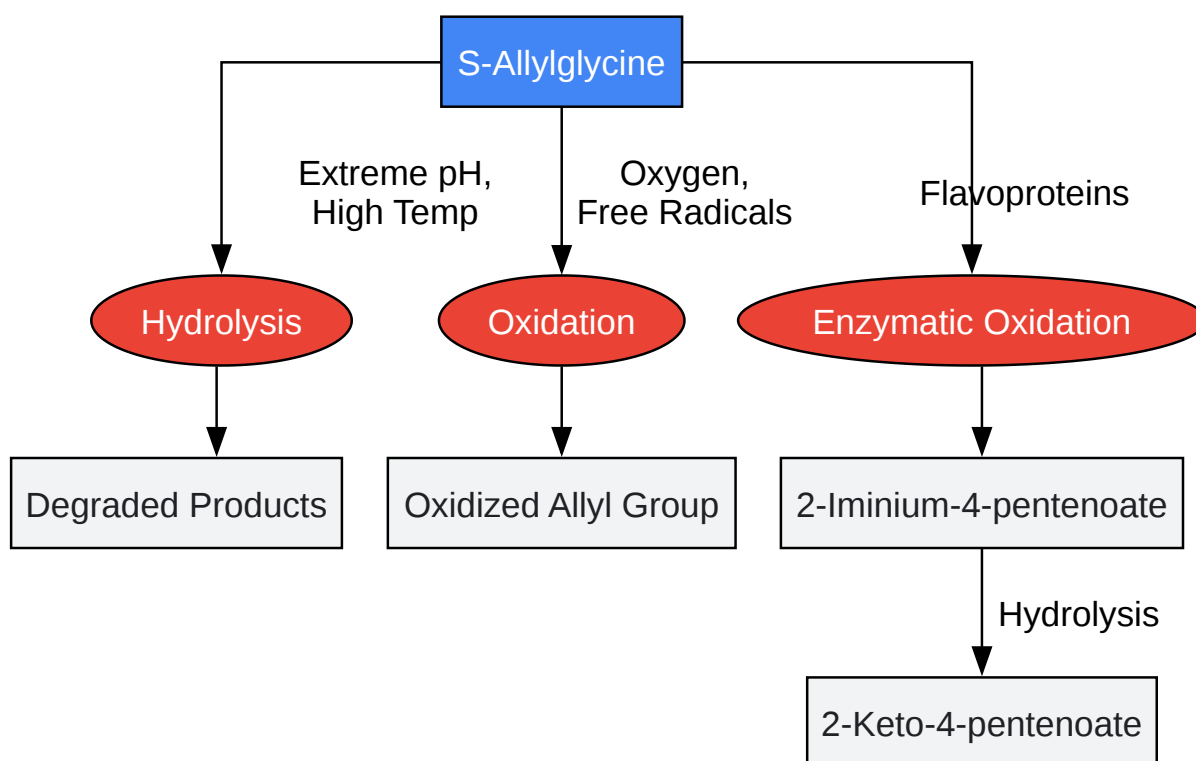 S-Allylglycine
Extreme pH,
High Temp
Oxygen,
Free Radicals
Flavoproteins
Hydrolysis
Oxidation
Enzymatic Oxidation
Degraded Products
Oxidized Allyl Group
2-Iminium-4-pentenoate
Hydrolysis
2-Keto-4-pentenoate